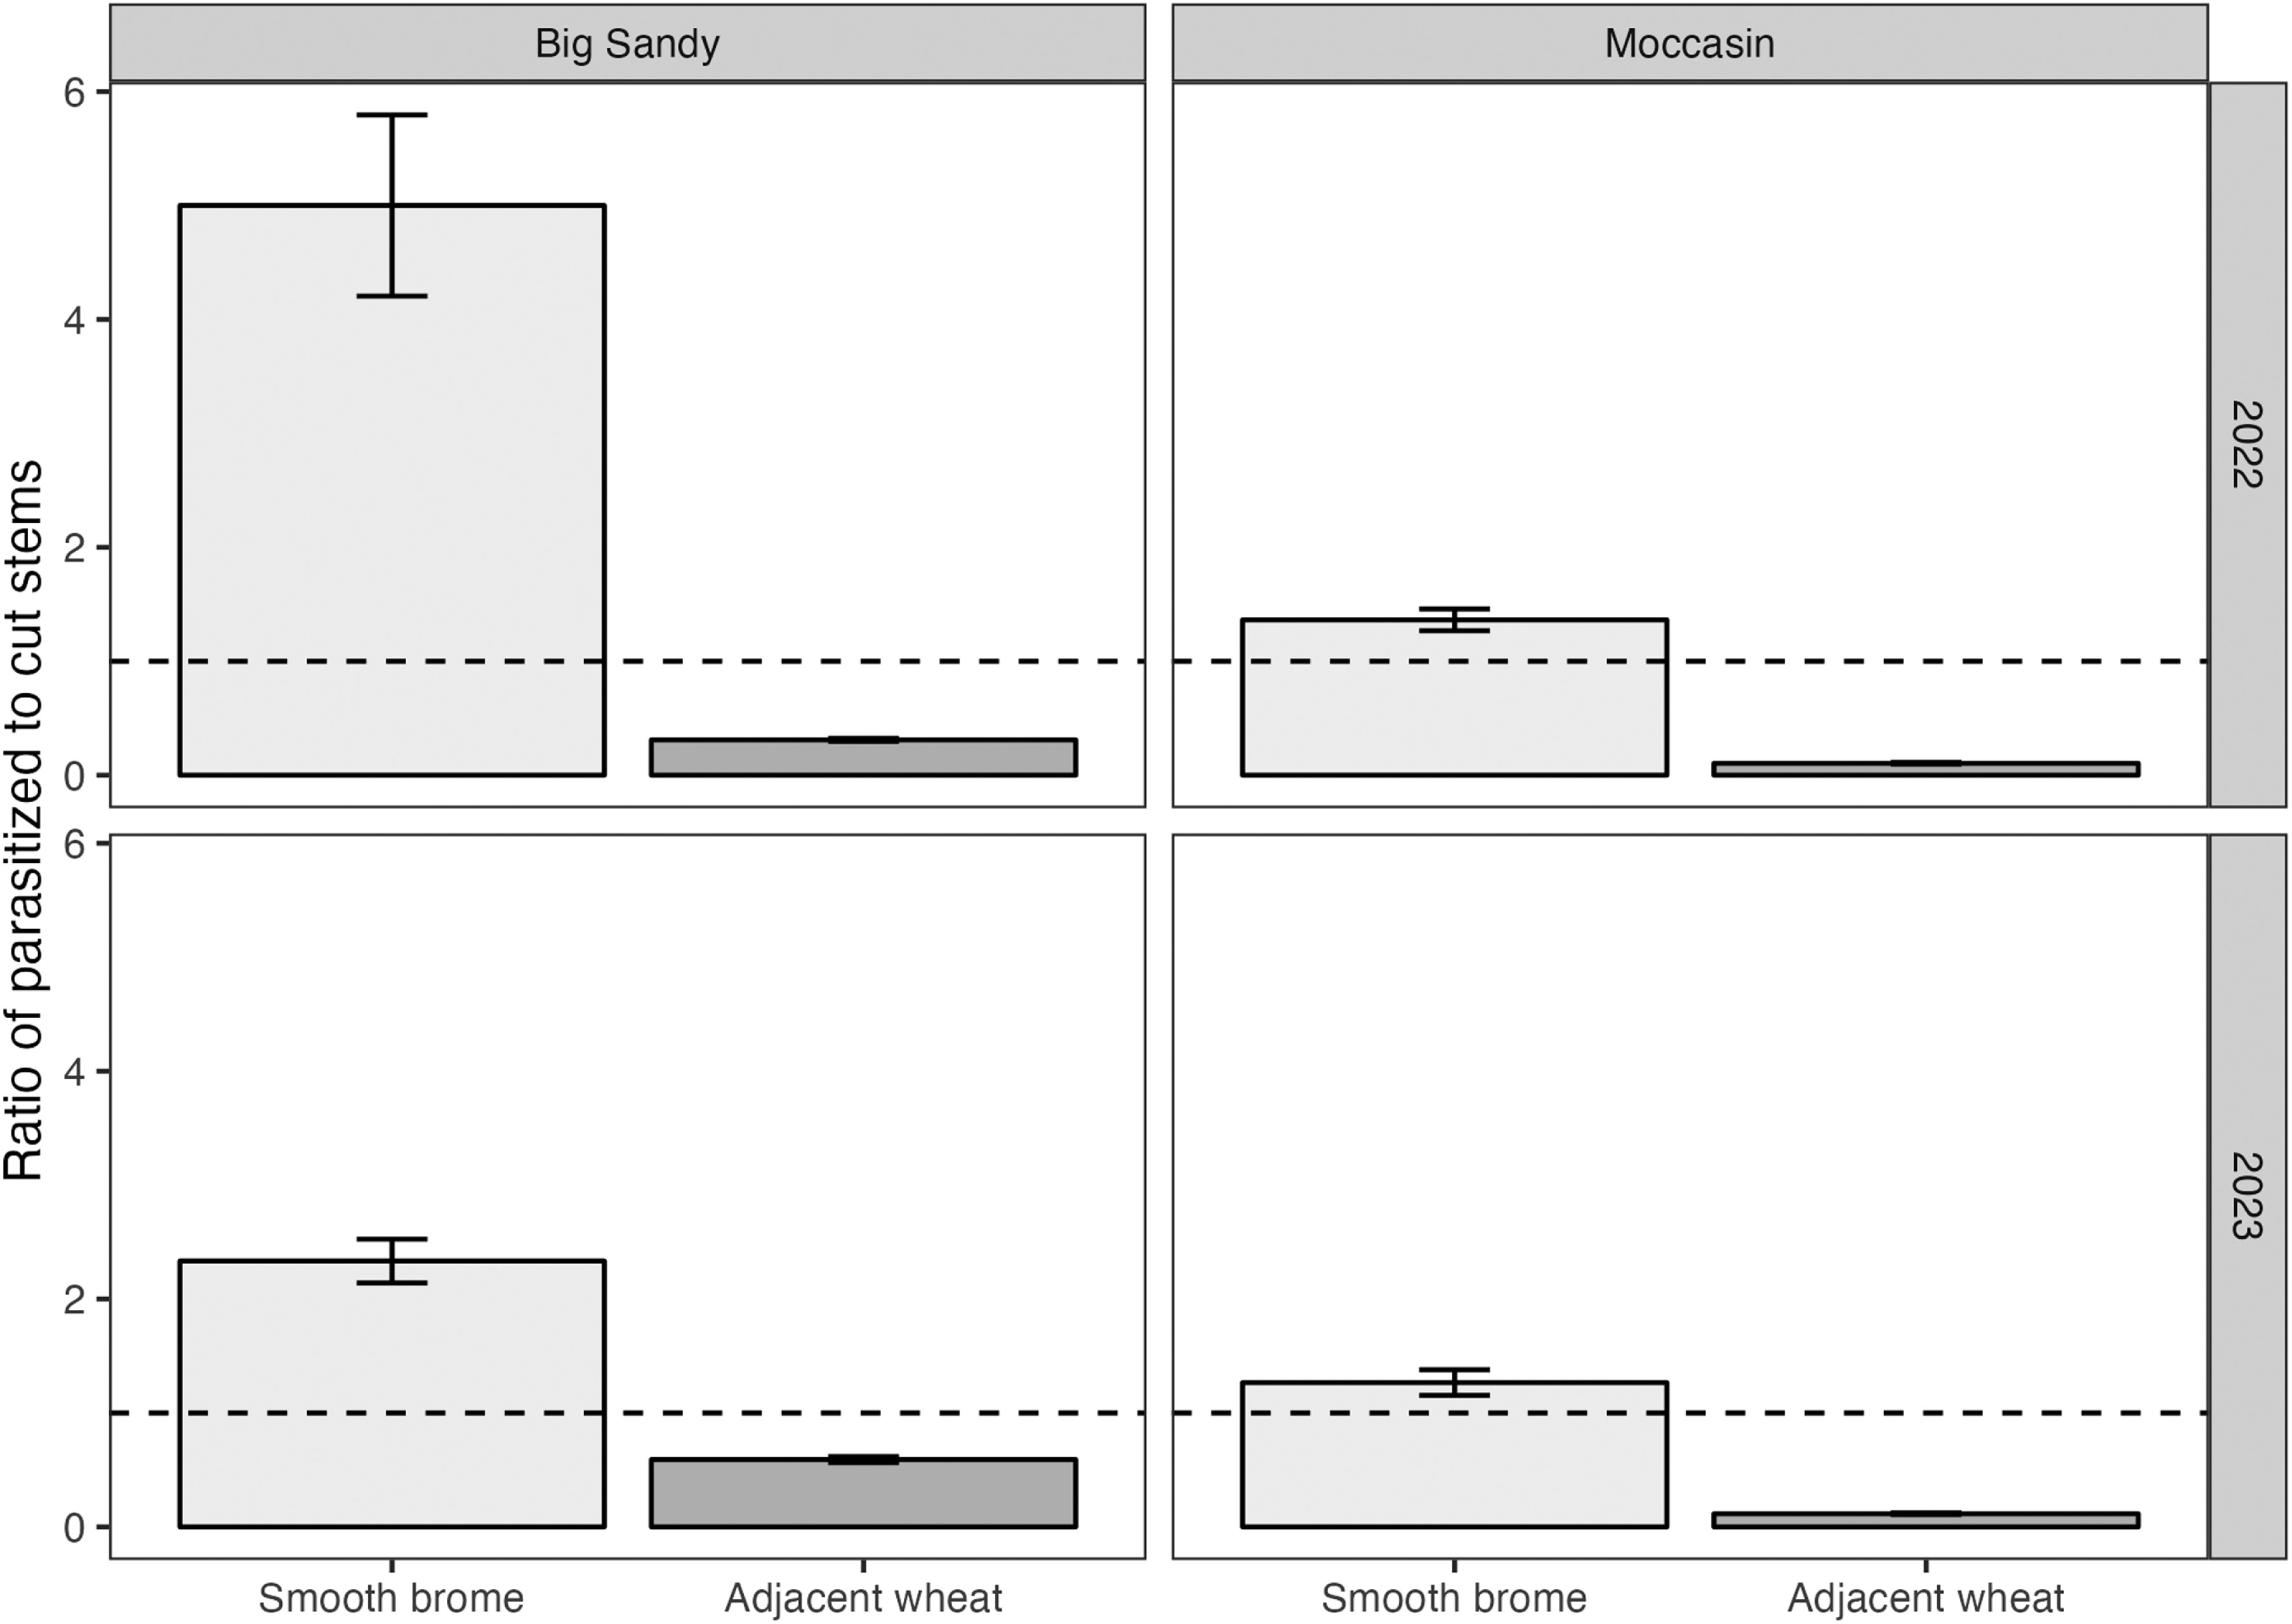 Big Sandy
Moccasin
6
4
2
0
2022
6
4
2
0
2023
Ratio of parasitized to cut stems
Smooth brome
Adjacent wheat
Smooth brome
Adjacent wheat